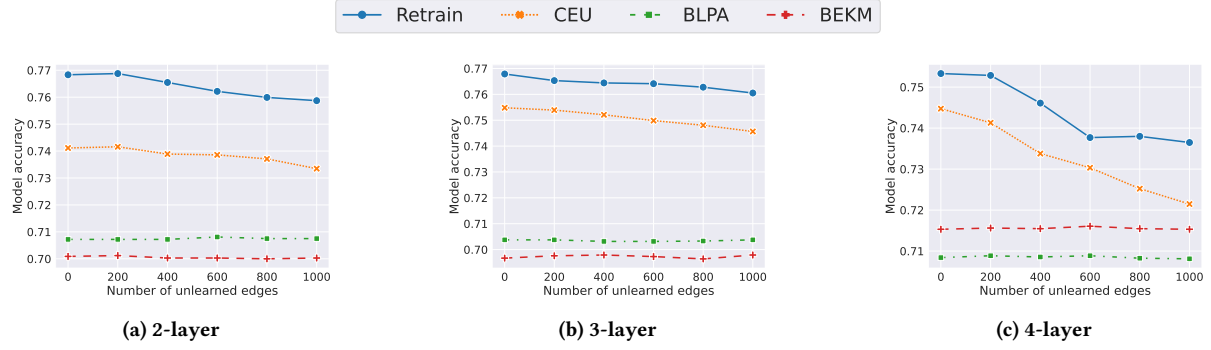 Retrain CEU BLPA BEKM
0.77
0.76
0.75
0.74
0.73
0.72
0.71
0.70
Model accuracy
0 200 400 600 800 1000
Number of unlearned edges
(a) 2-layer
0.77
0.76
0.75
0.74
0.73
0.72
0.71
0.70
Model accuracy
0 200 400 600 800 1000
Number of unlearned edges
(b) 3-layer
0.75
0.74
0.73
0.72
0.71
Model accuracy
0 200 400 600 800 1000
Number of unlearned edges
(c) 4-layer